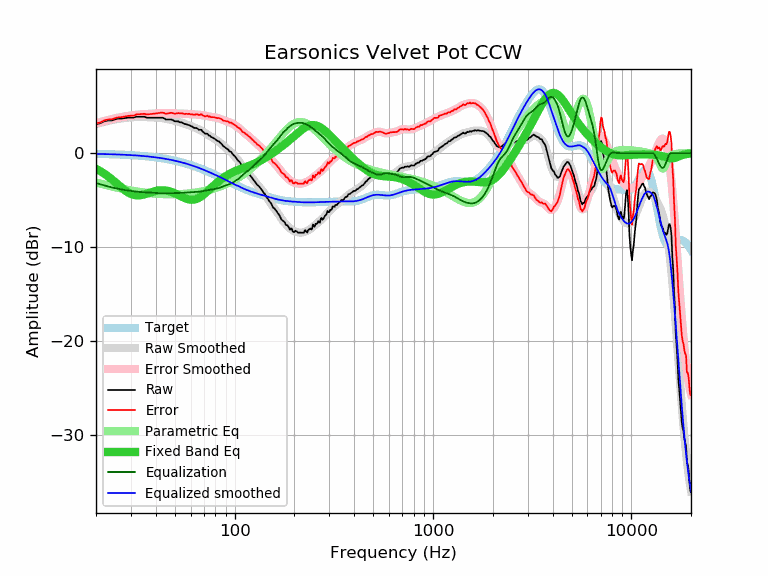 Earsonics Velvet Pot CCW
Amplitude (dBr)
0
−10
−20
−30
Target
Raw Smoothed
Error Smoothed
Raw
Error
Parametric Eq
Fixed Band Eq
Equalization
Equalized smoothed
100
1000
10000
Frequency (Hz)